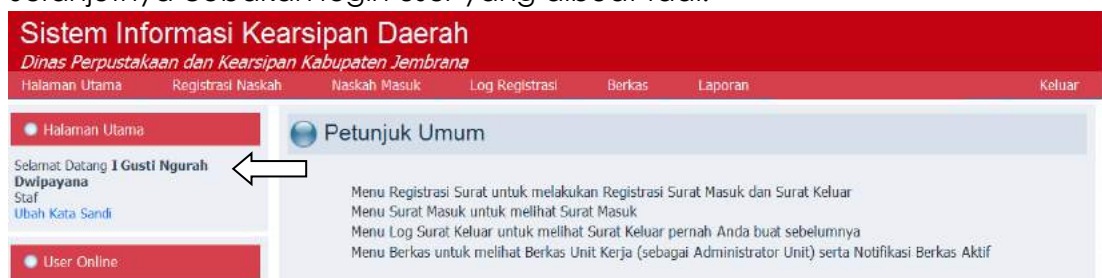 Sistem Informasi Kearsipan Daerah
Dinas Perpustakaan dan Kearsipan Kabupaten Jembrana
Halaman Utama Registrasi Naskah Naskah Masuk Log Registrasi Berkas Laporan Keluar
Halaman Utama
Selamat Datang I Gusti Ngurah
Dwipayana
Staf
Ubah Kata Sandi
User Online
Petunjuk Umum
Menu Registrasi Surat untuk melakukan Registrasi Surat Masuk dan Surat Keluar
Menu Surat Masuk untuk melihat Surat Masuk
Menu Log Surat Keluar untuk melihat Surat Keluar pernah Anda buat sebelumnya
Menu Berkas untuk melihat Berkas Unit Kerja (sebagai Administrator Unit) serta Notifikasi Berkas Aktif